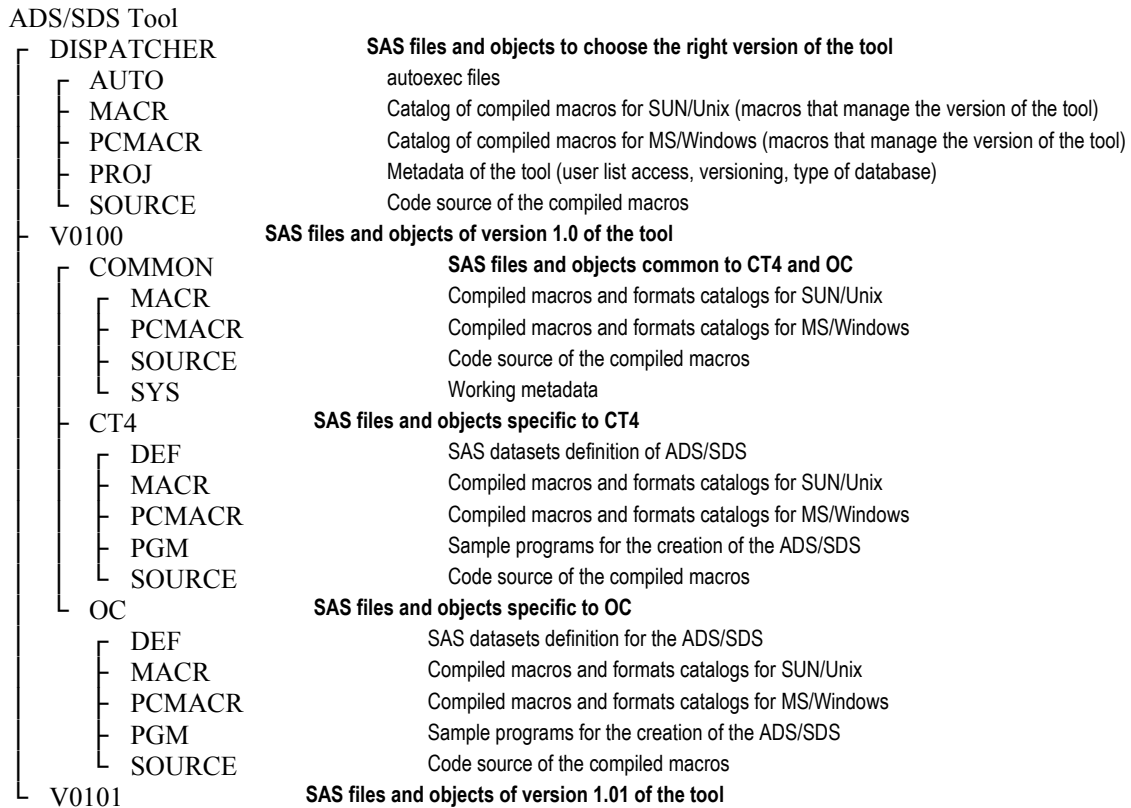 ADS/SDS Tool
DISPATCHER SAS files and objects to choose the right version of the tool
AUTO autoexec files
MACR Catalog of compiled macros for SUN/Unix (macros that manage the version of the tool)
PCMACR Catalog of compiled macros for MS/Windows (macros that manage the version of the tool)
PROJ Metadata of the tool (user list access, versioning, type of database)
SOURCE Code source of the compiled macros
V0100 SAS files and objects of version 1.0 of the tool
COMMON SAS files and objects common to CT4 and OC
MACR Compiled macros and formats catalogs for SUN/Unix
PCMACR Compiled macros and formats catalogs for MS/Windows
SOURCE Code source of the compiled macros
SYS Working metadata
CT4 SAS files and objects specific to CT4
DEF SAS datasets definition of ADS/SDS
MACR Compiled macros and formats catalogs for SUN/Unix
PCMACR Compiled macros and formats catalogs for MS/Windows
PGM Sample programs for the creation of the ADS/SDS
SOURCE Code source of the compiled macros
OC SAS files and objects specific to OC
DEF SAS datasets definition for the ADS/SDS
MACR Compiled macros and formats catalogs for SUN/Unix
PCMACR Compiled macros and formats catalogs for MS/Windows
PGM Sample programs for the creation of the ADS/SDS
SOURCE Code source of the compiled macros
V0101 SAS files and objects of version 1.01 of the tool